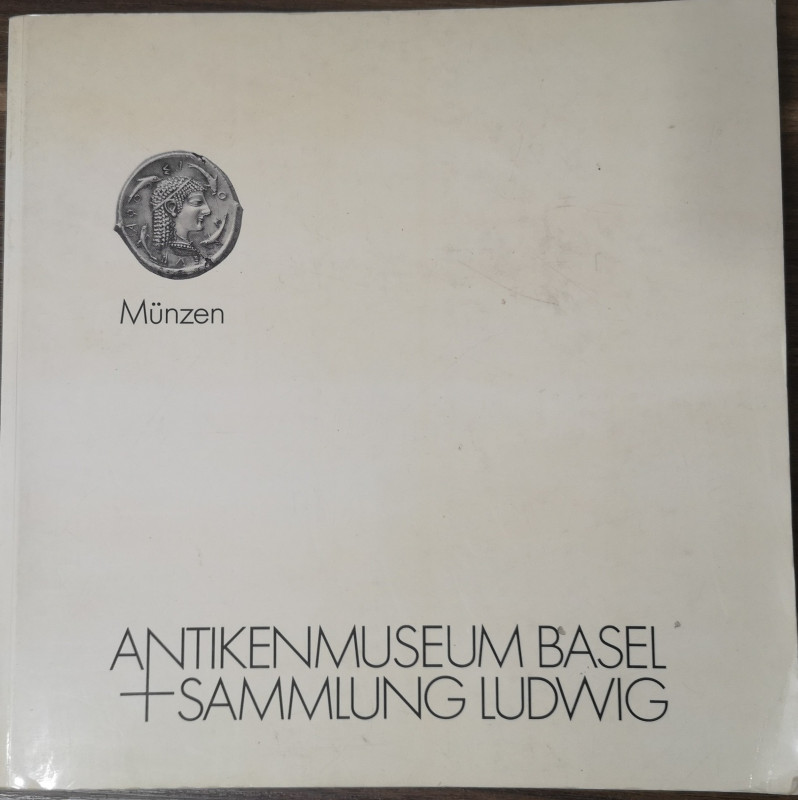 Münzen
ANTIKENMUSEUM BASEL
+SAMMLUNG LUDWIG